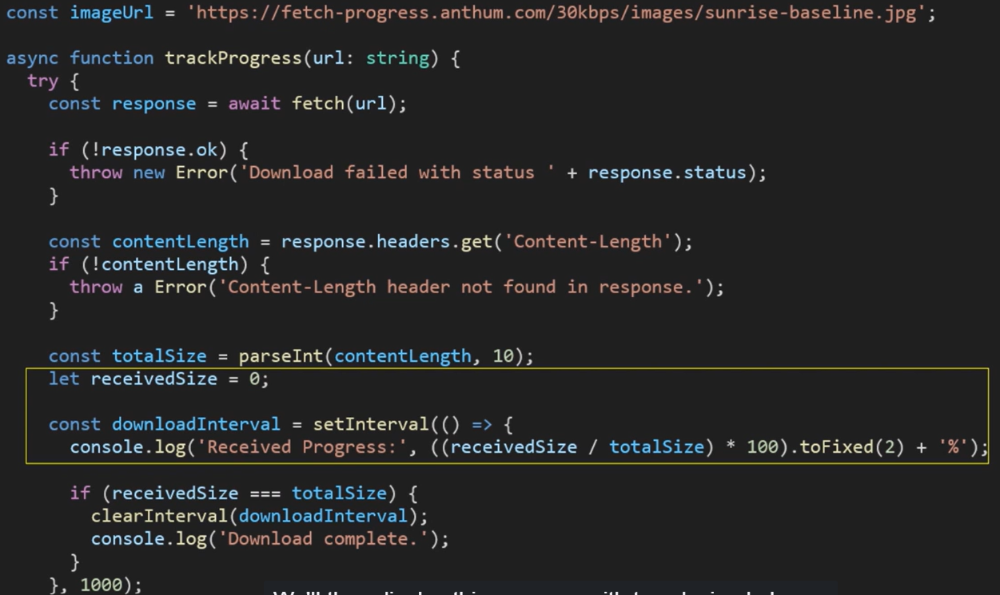 const imageUrl = 'https://fetch-progress.anthum.com/30kbps/images/sunrise-baseline.jpg';
async function trackProgress(url: string) {
try {
const response = await fetch(url);
if (!response.ok) {
throw new Error('Download failed with status ' + response.status);
}
const contentLength = response.headers.get('Content-Length');
if (!contentLength) {
throw a Error('Content-Length header not found in response.');
}
const totalSize = parseInt(contentLength, 10);
let receivedSize = 0;
const downloadInterval = setInterval(() => {
console.log('Received Progress:', ((receivedSize / totalSize) * 100).toFixed(2) + '%');
if (receivedSize === totalSize) {
clearInterval(downloadInterval);
console.log('Download complete.');
}
}, 1000);